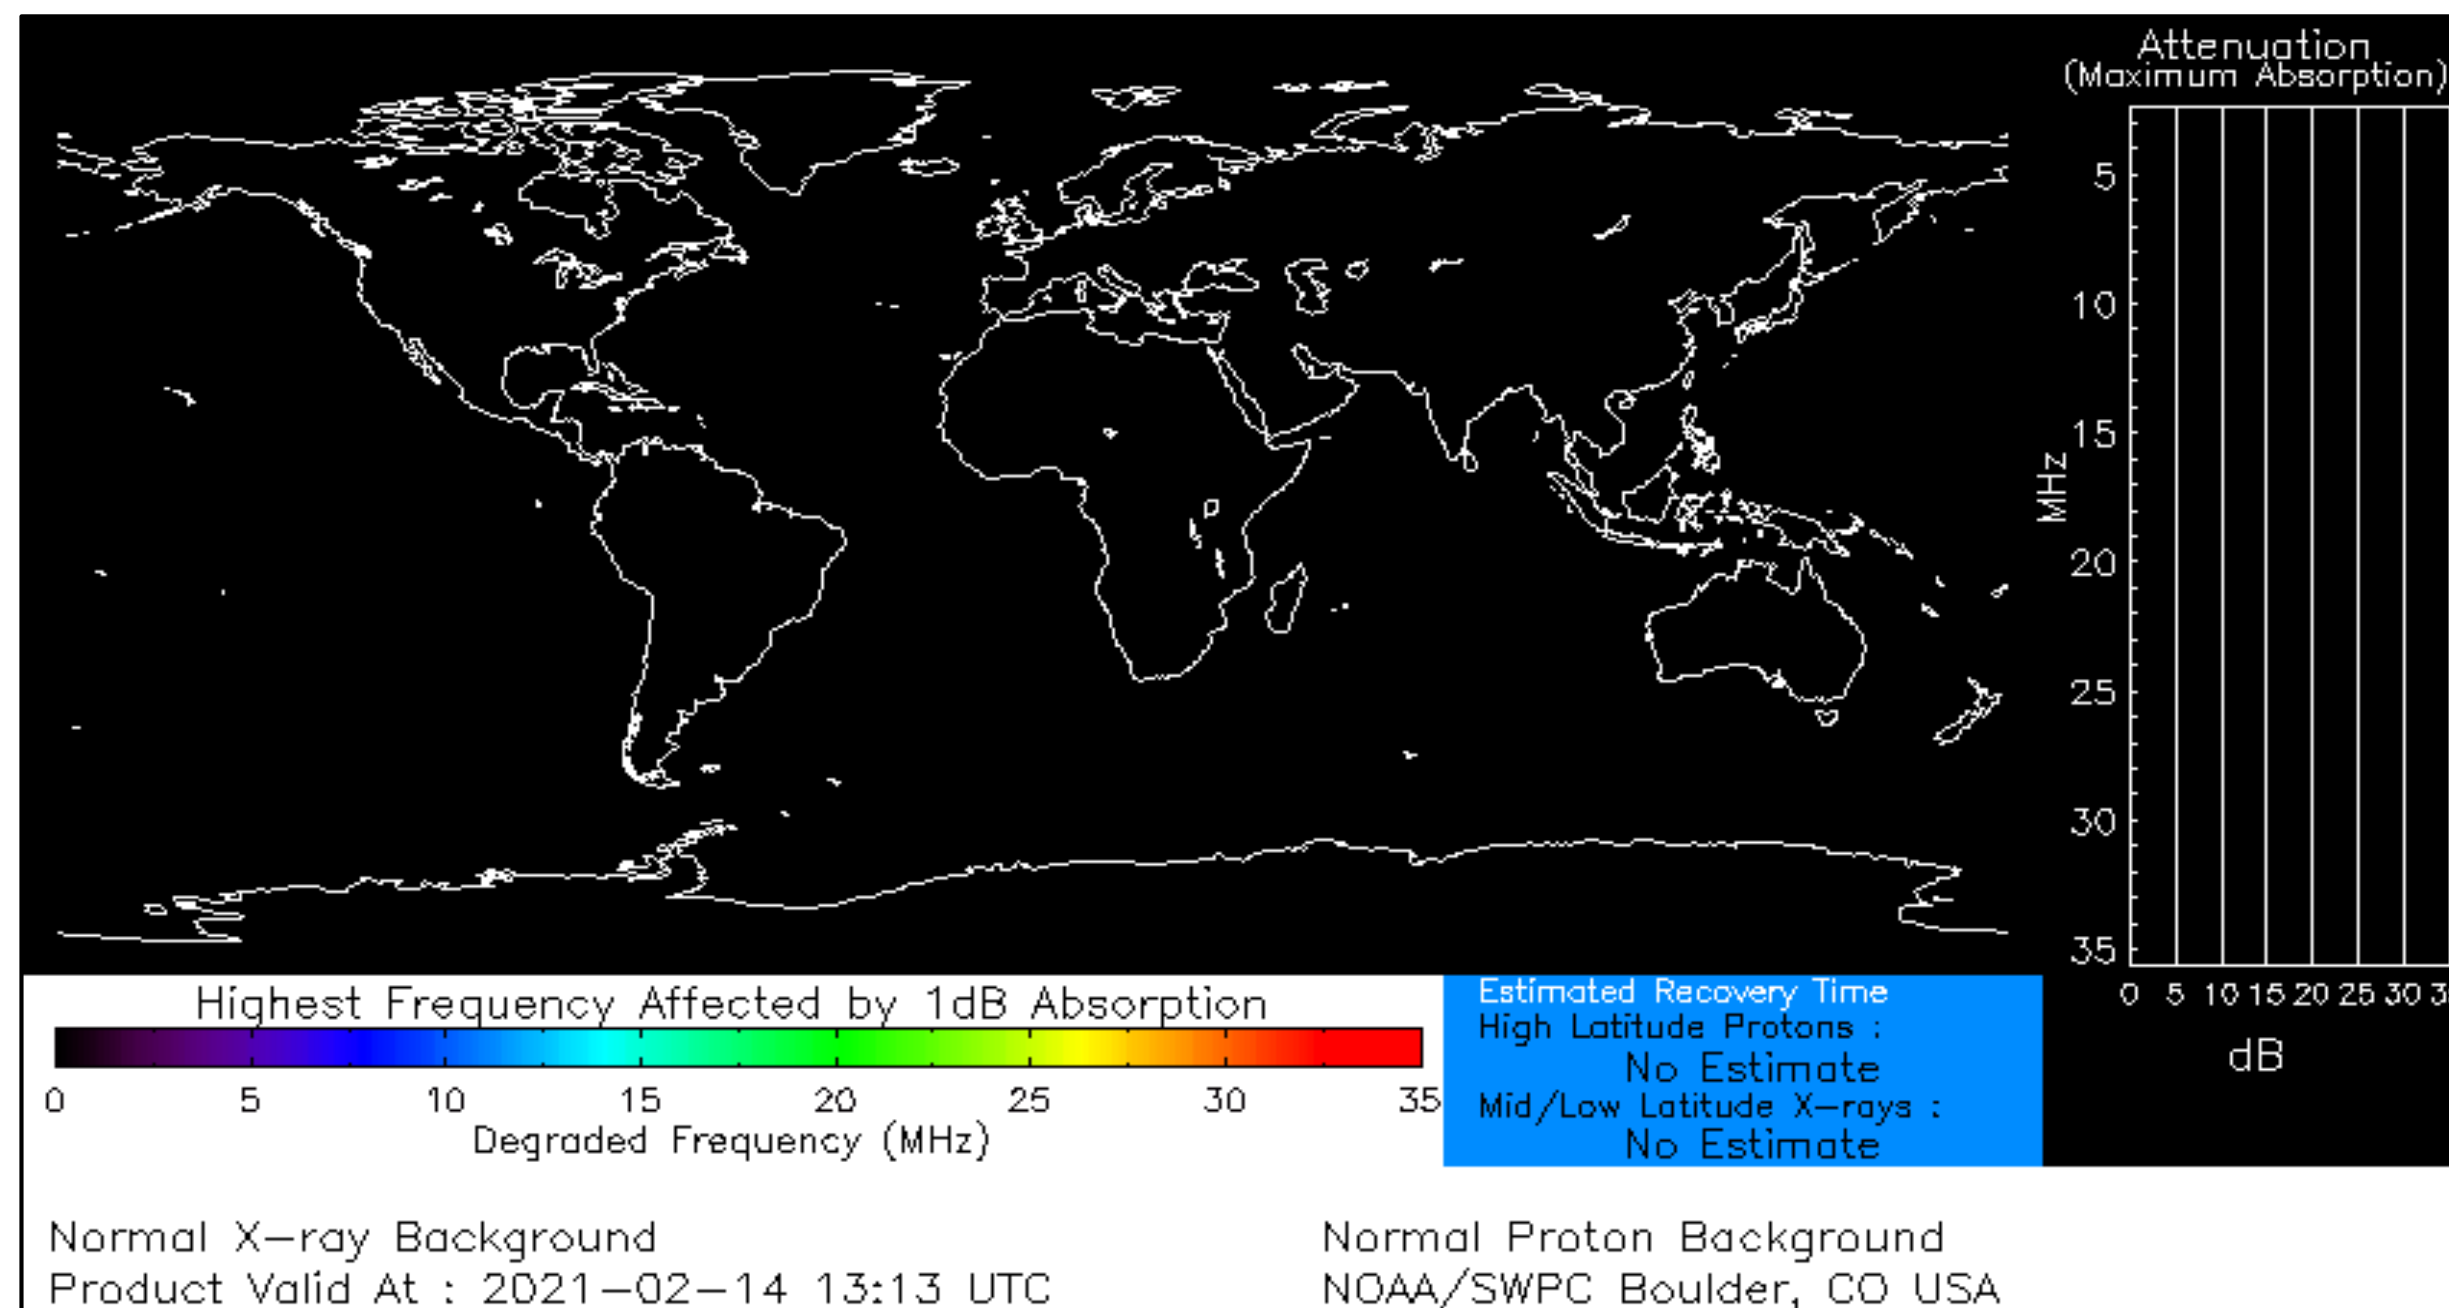 Attenuation
(Maximum Absorption)
5
10
15
20
25
30
35
MHz
0 5 10 15 20 25 30
dB
Highest Frequency Affected by 1dB Absorption
0 5 10 15 20 25 30 35
Degraded Frequency (MHz)
Estimated Recovery Time
High Latitude Protons :
No Estimate
Mid/Low Latitude X-rays :
No Estimate
Normal X-ray Background
Normal Proton Background
Product Valid At : 2021-02-14 13:13 UTC
NOAA/SWPC Boulder, CO USA